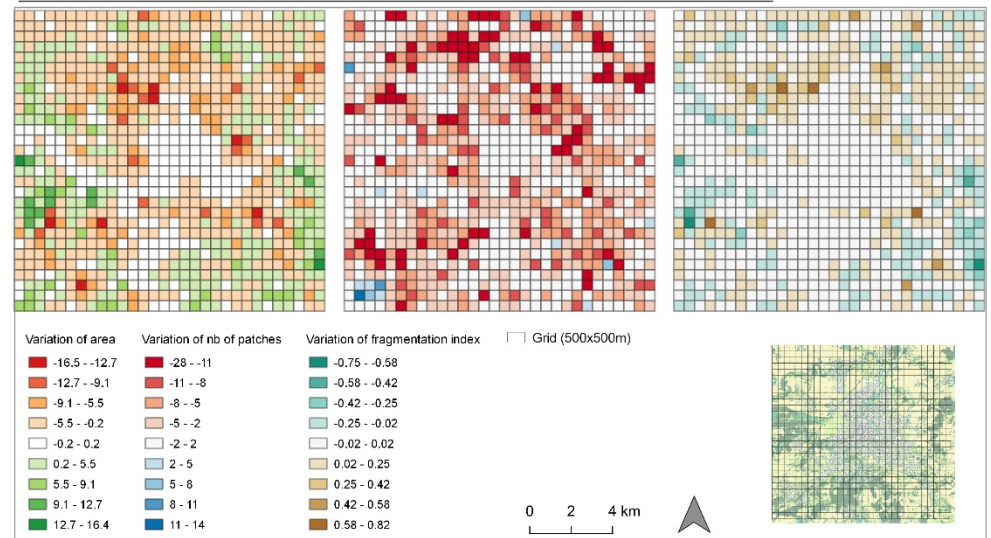 Variation of area Variation of nb of patches Variation of fragmentation index Grid (500x500m)
-16.5 - -12.7 -28 - -11 -0.75 - -0.58
-12.7 - -9.1 -11 - -8 -0.58 - -0.42
-9.1 - -5.5 -8 - -5 -0.42 - -0.25
-5.5 - -0.2 -5 - -2 -0.25 - -0.02
-0.2 - 0.2 -2 - 2 -0.02 - 0.02
0.2 - 5.5 2 - 5 0.02 - 0.25
5.5 - 9.1 5 - 8 0.25 - 0.42
9.1 - 12.7 8 - 11 0.42 - 0.58
12.7 - 16.4 11 - 14 0.58 - 0.82
0 2 4 km